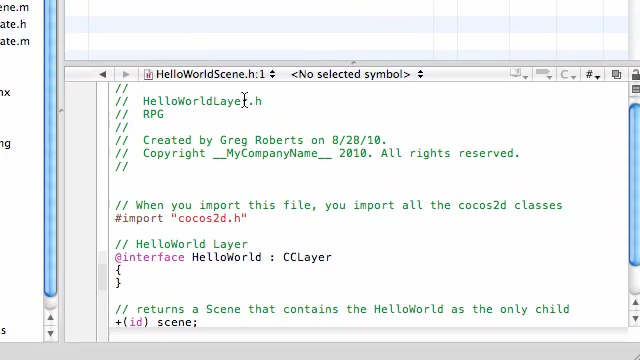 ene.m
ate.h
ate.m
nx
ng
s
HelloWorldScene.h:1 <No selected symbol> C #
//
// HelloWorldLayer.h
// RPG
//
// Created by Greg Roberts on 8/28/10.
// Copyright __MyCompanyName__ 2010. All rights reserved.
//
// When you import this file, you import all the cocos2d classes
#import "cocos2d.h"
// HelloWorld Layer
@interface HelloWorld : CCLayer
{
}
// returns a Scene that contains the HelloWorld as the only child
+(id) scene;